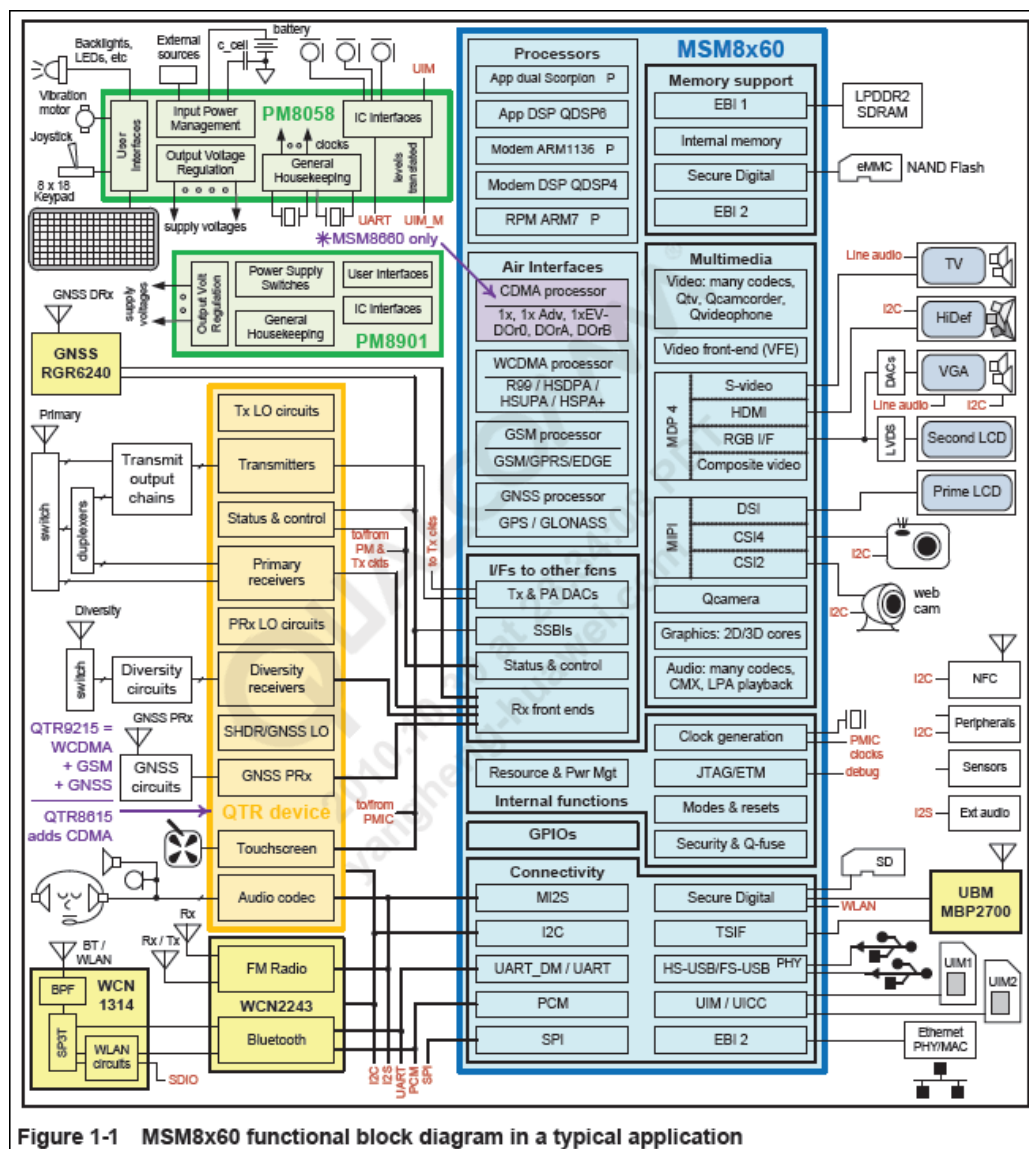 Backlights,
LEDs, etc
External
sources
c_cell
battery
UIM
Vibration
motor
Joystick
8 x 18
Keypad
User
Interfaces
Input Power
Management
PM8058
IC Interfaces
Output Voltage
Regulation
clocks
General
Housekeeping
levels
translated
supply voltages
UART
UIM_M
*MSM8660 only
GNSS DRx
supply
voltages
Output Volt
Regulation
Power Supply
Switches
User Interfaces
General
Housekeeping
IC Interfaces
PM8901
GNSS
RGR6240
Primary
switch
duplexers
Transmit
output
chains
Tx LO circuits
Transmitters
Status & control
Primary
receivers
PRx LO circuits
Diversity
receivers
SHDR/GNSS LO
GNSS PRx
QTR device
Touchscreen
Audio codec
to/from
PM &
Tx ckts
to Tx ckts
to/from
PMIC
Diversity
switch
Diversity
circuits
GNSS PRx
GNSS
circuits
QTR9215 =
WCDMA
+ GSM
+ GNSS
QTR8615
adds CDMA
Rx
Rx / Tx
BT /
WLAN
BPF
WCN
1314
SP3T
WLAN
circuits
SDIO
FM Radio
WCN2243
Bluetooth
I2C
I2S
UART
PCM
SPI
MSM8x60
Processors
App dual Scorpion P
App DSP QDSP6
Modem ARM1136 P
Modem DSP QDSP4
RPM ARM7 P
Air Interfaces
CDMA processor
1x, 1x Adv, 1xEV-
DOr0, DOrA, DOrB
WCDMA processor
R99 / HSDPA /
HSUPA / HSPA+
GSM processor
GSM/GPRS/EDGE
GNSS processor
GPS / GLONASS
I/Fs to other fcns
Tx & PA DACs
SSBIs
Status & control
Rx front ends
Resource & Pwr Mgt
Internal functions
GPIOs
Connectivity
MI2S
I2C
UART_DM / UART
PCM
SPI
Memory support
EBI 1
Internal memory
Secure Digital
EBI 2
Multimedia
Video: many codecs,
Qtv, Qcamcorder,
Qvideophone
Video front-end (VFE)
MDP 4
S-video
HDMI
RGB I/F
Composite video
MIPI
DSI
CSI4
CSI2
Qcamera
Graphics: 2D/3D cores
Audio: many codecs,
CMX, LPA playback
Clock generation
JTAG/ETM
Modes & resets
Security & Q-fuse
Secure Digital
TSIF
HS-USB/FS-USB PHY
UIM / UICC
EBI 2
LPDDR2
SDRAM
eMMC
NAND Flash
Line audio
TV
I2C
HiDef
DACs
VGA
Line audio
I2C
LVDS
Second LCD
Prime LCD
I2C
I2C
web
cam
I2C
NFC
I2C
Peripherals
Sensors
I2S
Ext audio
PMIC
clocks
debug
SD
WLAN
UBM
MBP2700
UIM1
UIM2
Ethernet
PHY/MAC
QUALCOMM®
Figure 1-1 MSM8x60 functional block diagram in a typical application